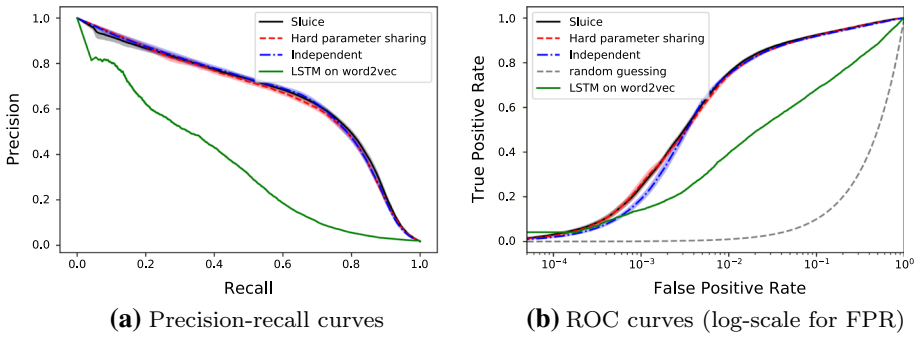 Sluice
Hard parameter sharing
Independent
LSTM on word2vec
1.0
0.8
0.6
0.4
0.2
0.0
Precision
0.0 0.2 0.4 0.6 0.8 1.0
Recall
(a) Precision-recall curves
Sluice
Hard parameter sharing
Independent
random guessing
LSTM on word2vec
1.0
0.8
0.6
0.4
0.2
0.0
True Positive Rate
10⁻⁴ 10⁻³ 10⁻² 10⁻¹ 10⁰
False Positive Rate
(b) ROC curves (log-scale for FPR)